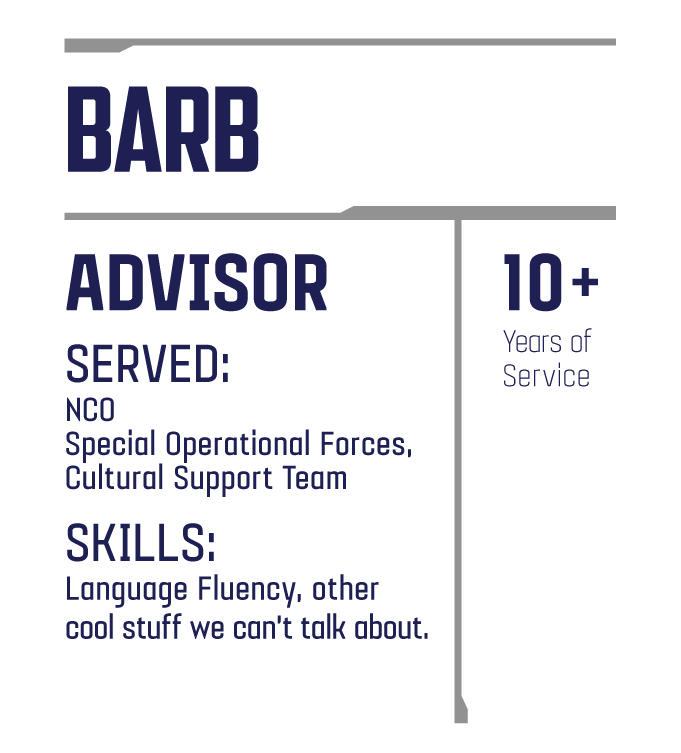 BARB
ADVISOR
SERVED:
NCO
Special Operational Forces,
Cultural Support Team
SKILLS:
Language Fluency, other
cool stuff we can't talk about.
10+
Years of
Service